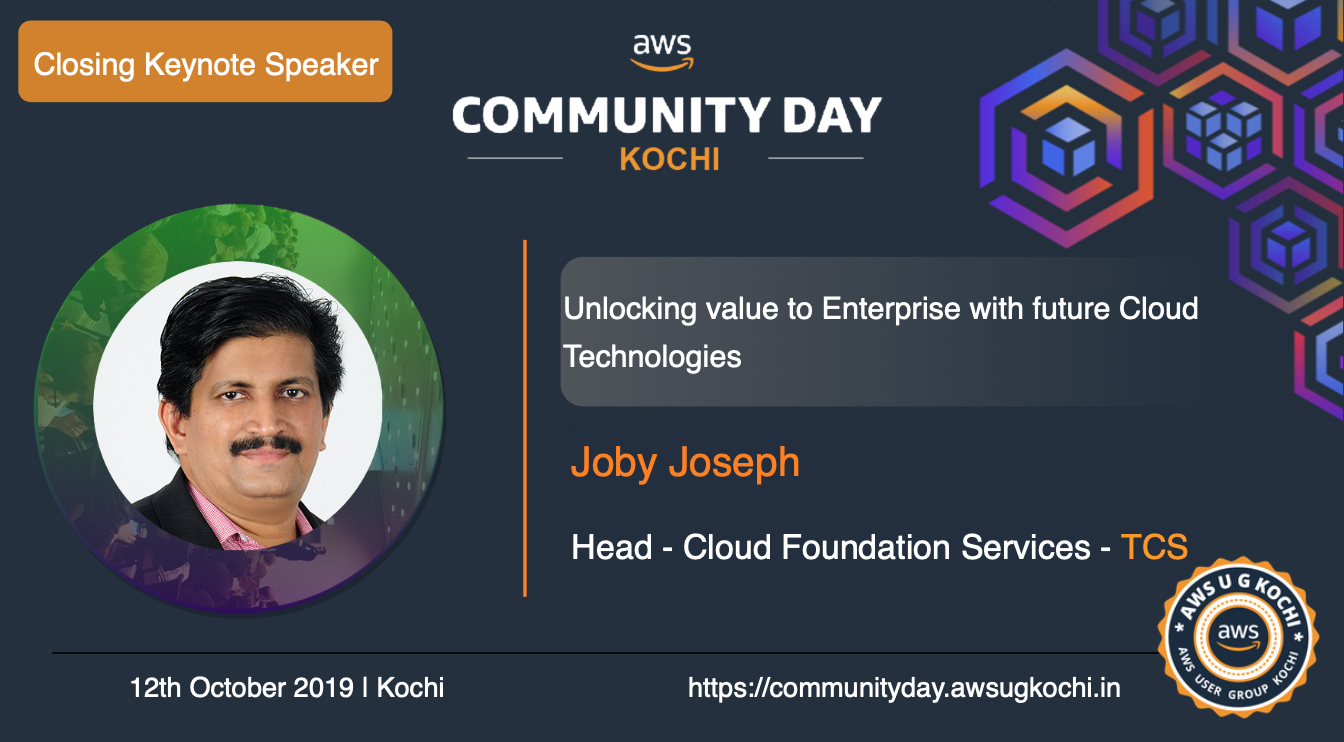 Closing Keynote Speaker
aws
COMMUNITY DAY
KOCHI
Unlocking value to Enterprise with future Cloud
Technologies
Joby Joseph
Head - Cloud Foundation Services - TCS
12th October 2019 | Kochi
https://communityday.awsugkochi.in
* AWS U G KOCHI *
aws
AWS USER GROUP KOCHI